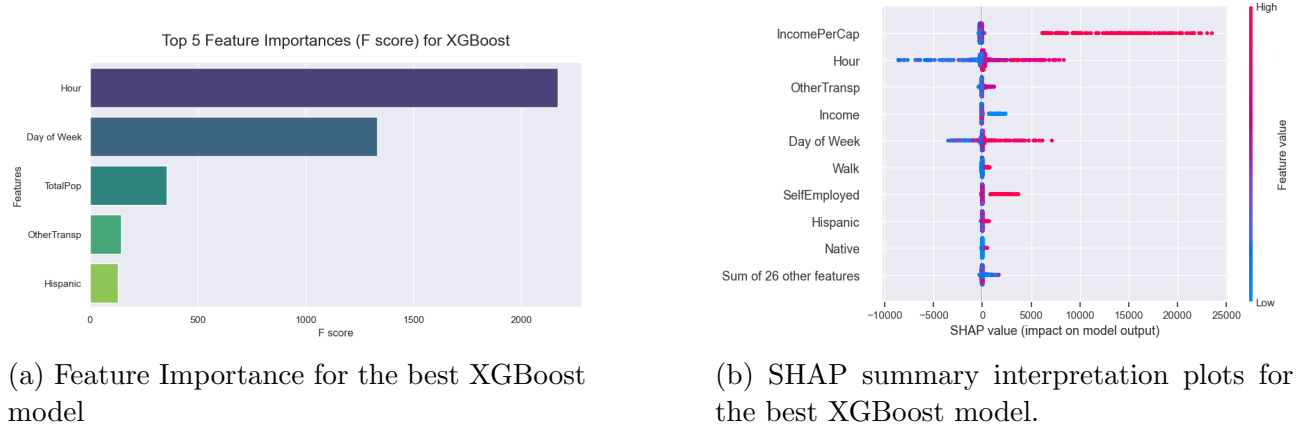 Top 5 Feature Importances (F score) for XGBoost
Features
Hour
Day of Week
TotalPop
OtherTransp
Hispanic
0
500
1000
1500
2000
F score
(a) Feature Importance for the best XGBoost
model
IncomePerCap
Hour
OtherTransp
Income
Day of Week
Walk
SelfEmployed
Hispanic
Native
Sum of 26 other features
−10000
−5000
0
5000
10000
15000
20000
25000
SHAP value (impact on model output)
High
Feature value
Low
(b) SHAP summary interpretation plots for
the best XGBoost model.